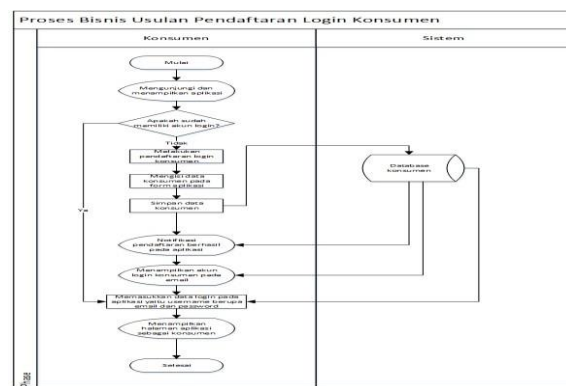 Proses Bisnis Usulan Pendaftaran Login Konsumen
Konsumen
Sistem
Mulai
Mengunjungi dan
menampilkan aplikasi
Apakah sudah
memiliki akun login?
Tidak
Ya
Melakukan
pendaftaran login
konsumen
Mengisi data
konsumen pada
form aplikasi
Simpan data
konsumen
Database
konsumen
Notifikasi
pendaftaran berhasil
pada aplikasi
Menampilkan akun
login konsumen pada
email
Memasukkan data login pada
aplikasi yaitu username berupa
email dan password
Menampilkan
halaman aplikasi
sebagai konsumen
Selesai
Phase